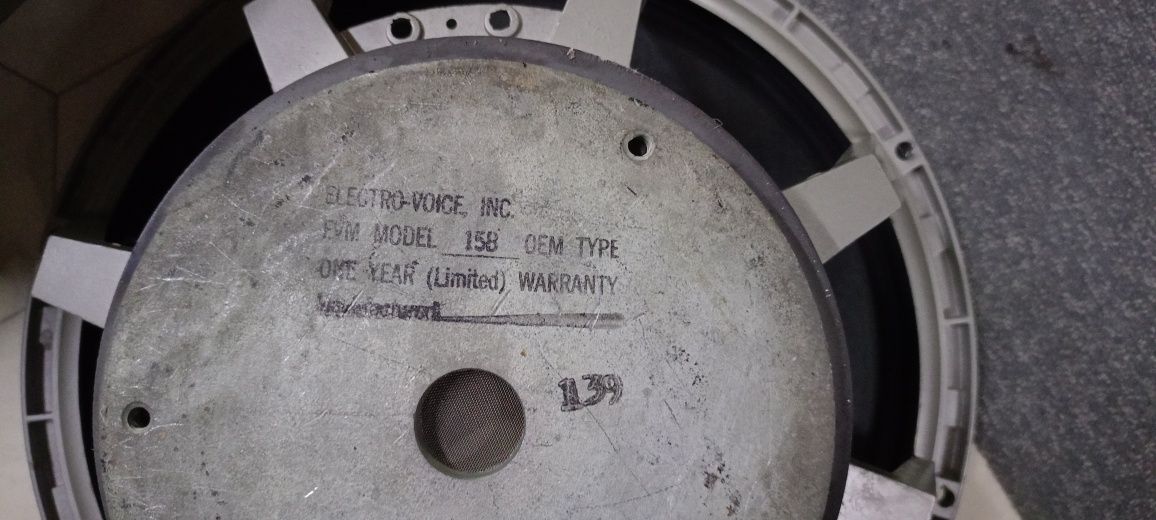 ELECTRO-VOICE, INC.
EVM MODEL 15B OEM TYPE
ONE YEAR (Limited) WARRANTY
139